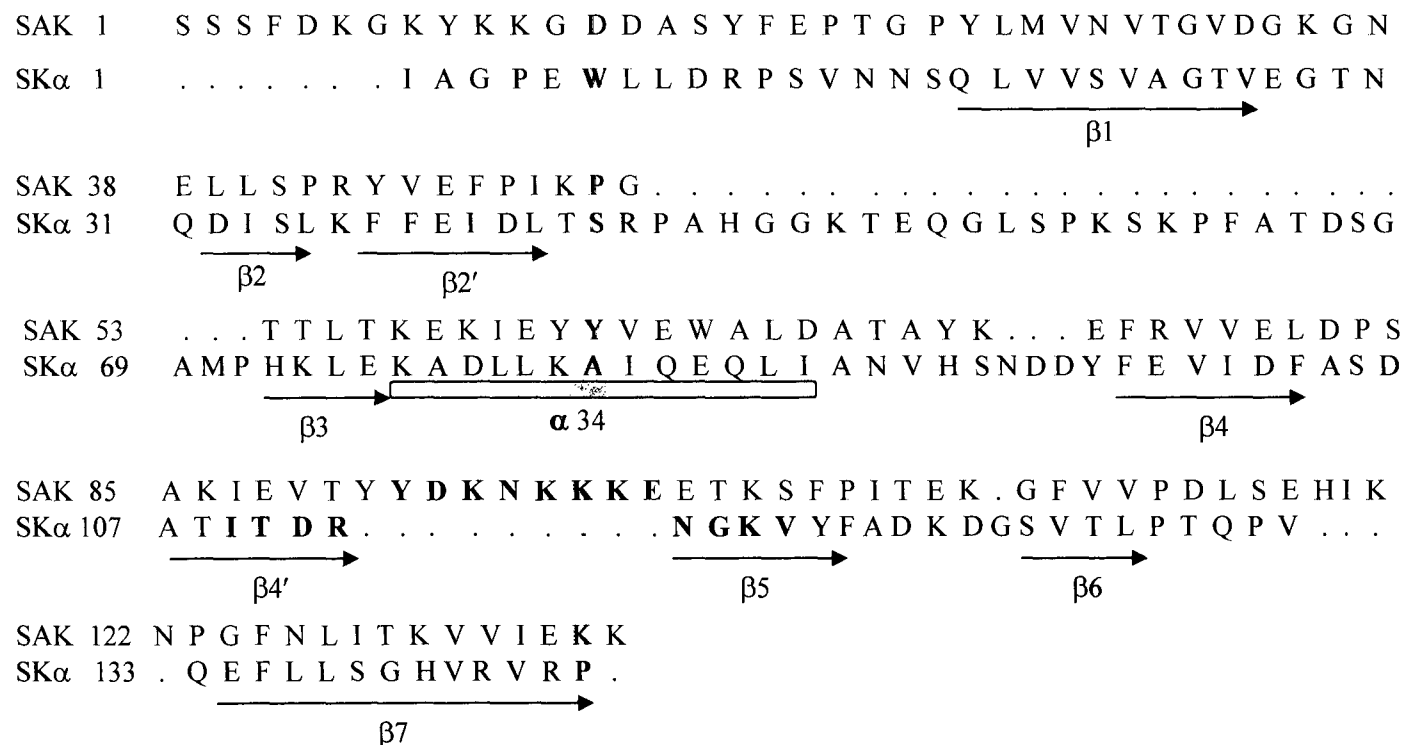 SAK 1 S S S F D K G K Y K K G D D A S Y F E P T G P Y L M V N V T G V D G K G N
SKα 1 . . . . . . . I A G P E W L L D R P S V N N S Q L V V S V A G T V E G T N
β1
SAK 38 E L L S P R Y V E F P I K P G . . . . . . . . . . . . . . . . . . . .
SKα 31 Q D I S L K F F E I D L T S R P A H G G K T E Q G L S P K S K P F A T D S G
β2 β2′
SAK 53 . . . T T L T K E K I E Y Y V E W A L D A T A Y K . . . E F R V V E L D P S
SKα 69 A M P H K L E K A D L L K A I Q E Q L I A N V H S N D D Y F E V I D F A S D
β3 α 34 β4
SAK 85 A K I E V T Y Y D K N K K K E E T K S F P I T E K . G F V V P D L S E H I K
SKα 107 A T I T D R . . . . . . . . . N G K V Y F A D K D G S V T L P T Q P V . . .
β4′ β5 β6
SAK 122 N P G F N L I T K V V I E K K
SKα 133 . Q E F L L S G H V R V R P .
β7